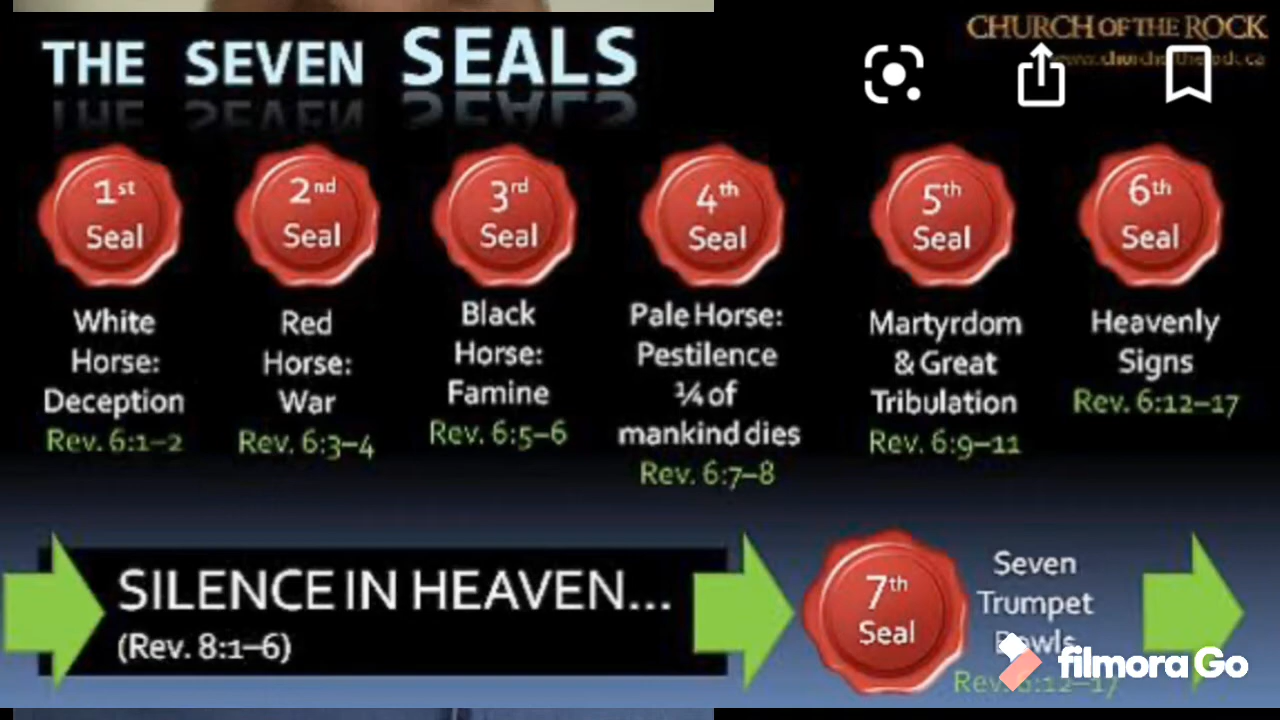 CHURCH OF THE ROCK
THE SEVEN SEALS
1st
Seal
White
Horse:
Deception
Rev. 6:1–2
2nd
Seal
Red
Horse:
War
Rev. 6:3–4
3rd
Seal
Black
Horse:
Famine
Rev. 6:5–6
4th
Seal
Pale Horse:
Pestilence
¼ of
mankind dies
Rev. 6:7–8
5th
Seal
Martyrdom
& Great
Tribulation
Rev. 6:9–11
6th
Seal
Heavenly
Signs
Rev. 6:12–17
SILENCE IN HEAVEN...
(Rev. 8:1–6)
7th
Seal
Seven
Trumpet
Bowls
filmora Go